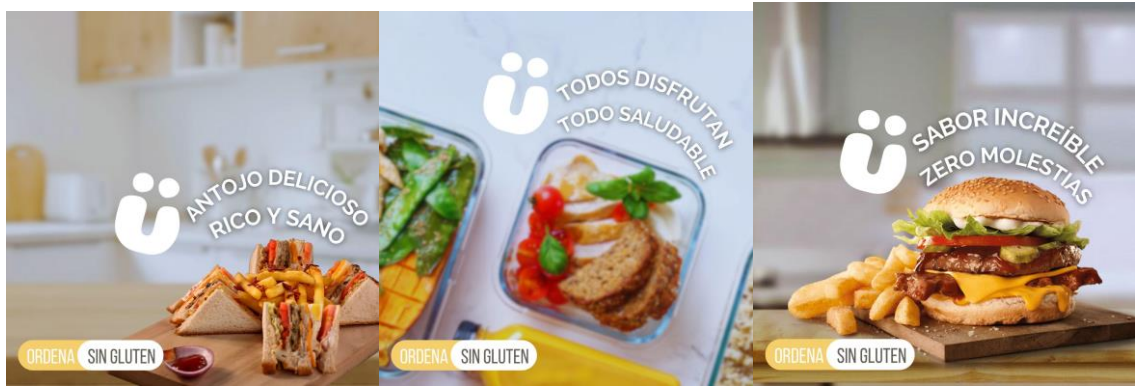 Ü
ANTOJO DELICIOSO
RICO Y SANO
ORDENA SIN GLUTEN
Ü
TODOS DISFRUTAN
TODO SALUDABLE
ORDENA SIN GLUTEN
Ü
SABOR INCREÍBLE
ZERO MOLESTIAS
ORDENA SIN GLUTEN